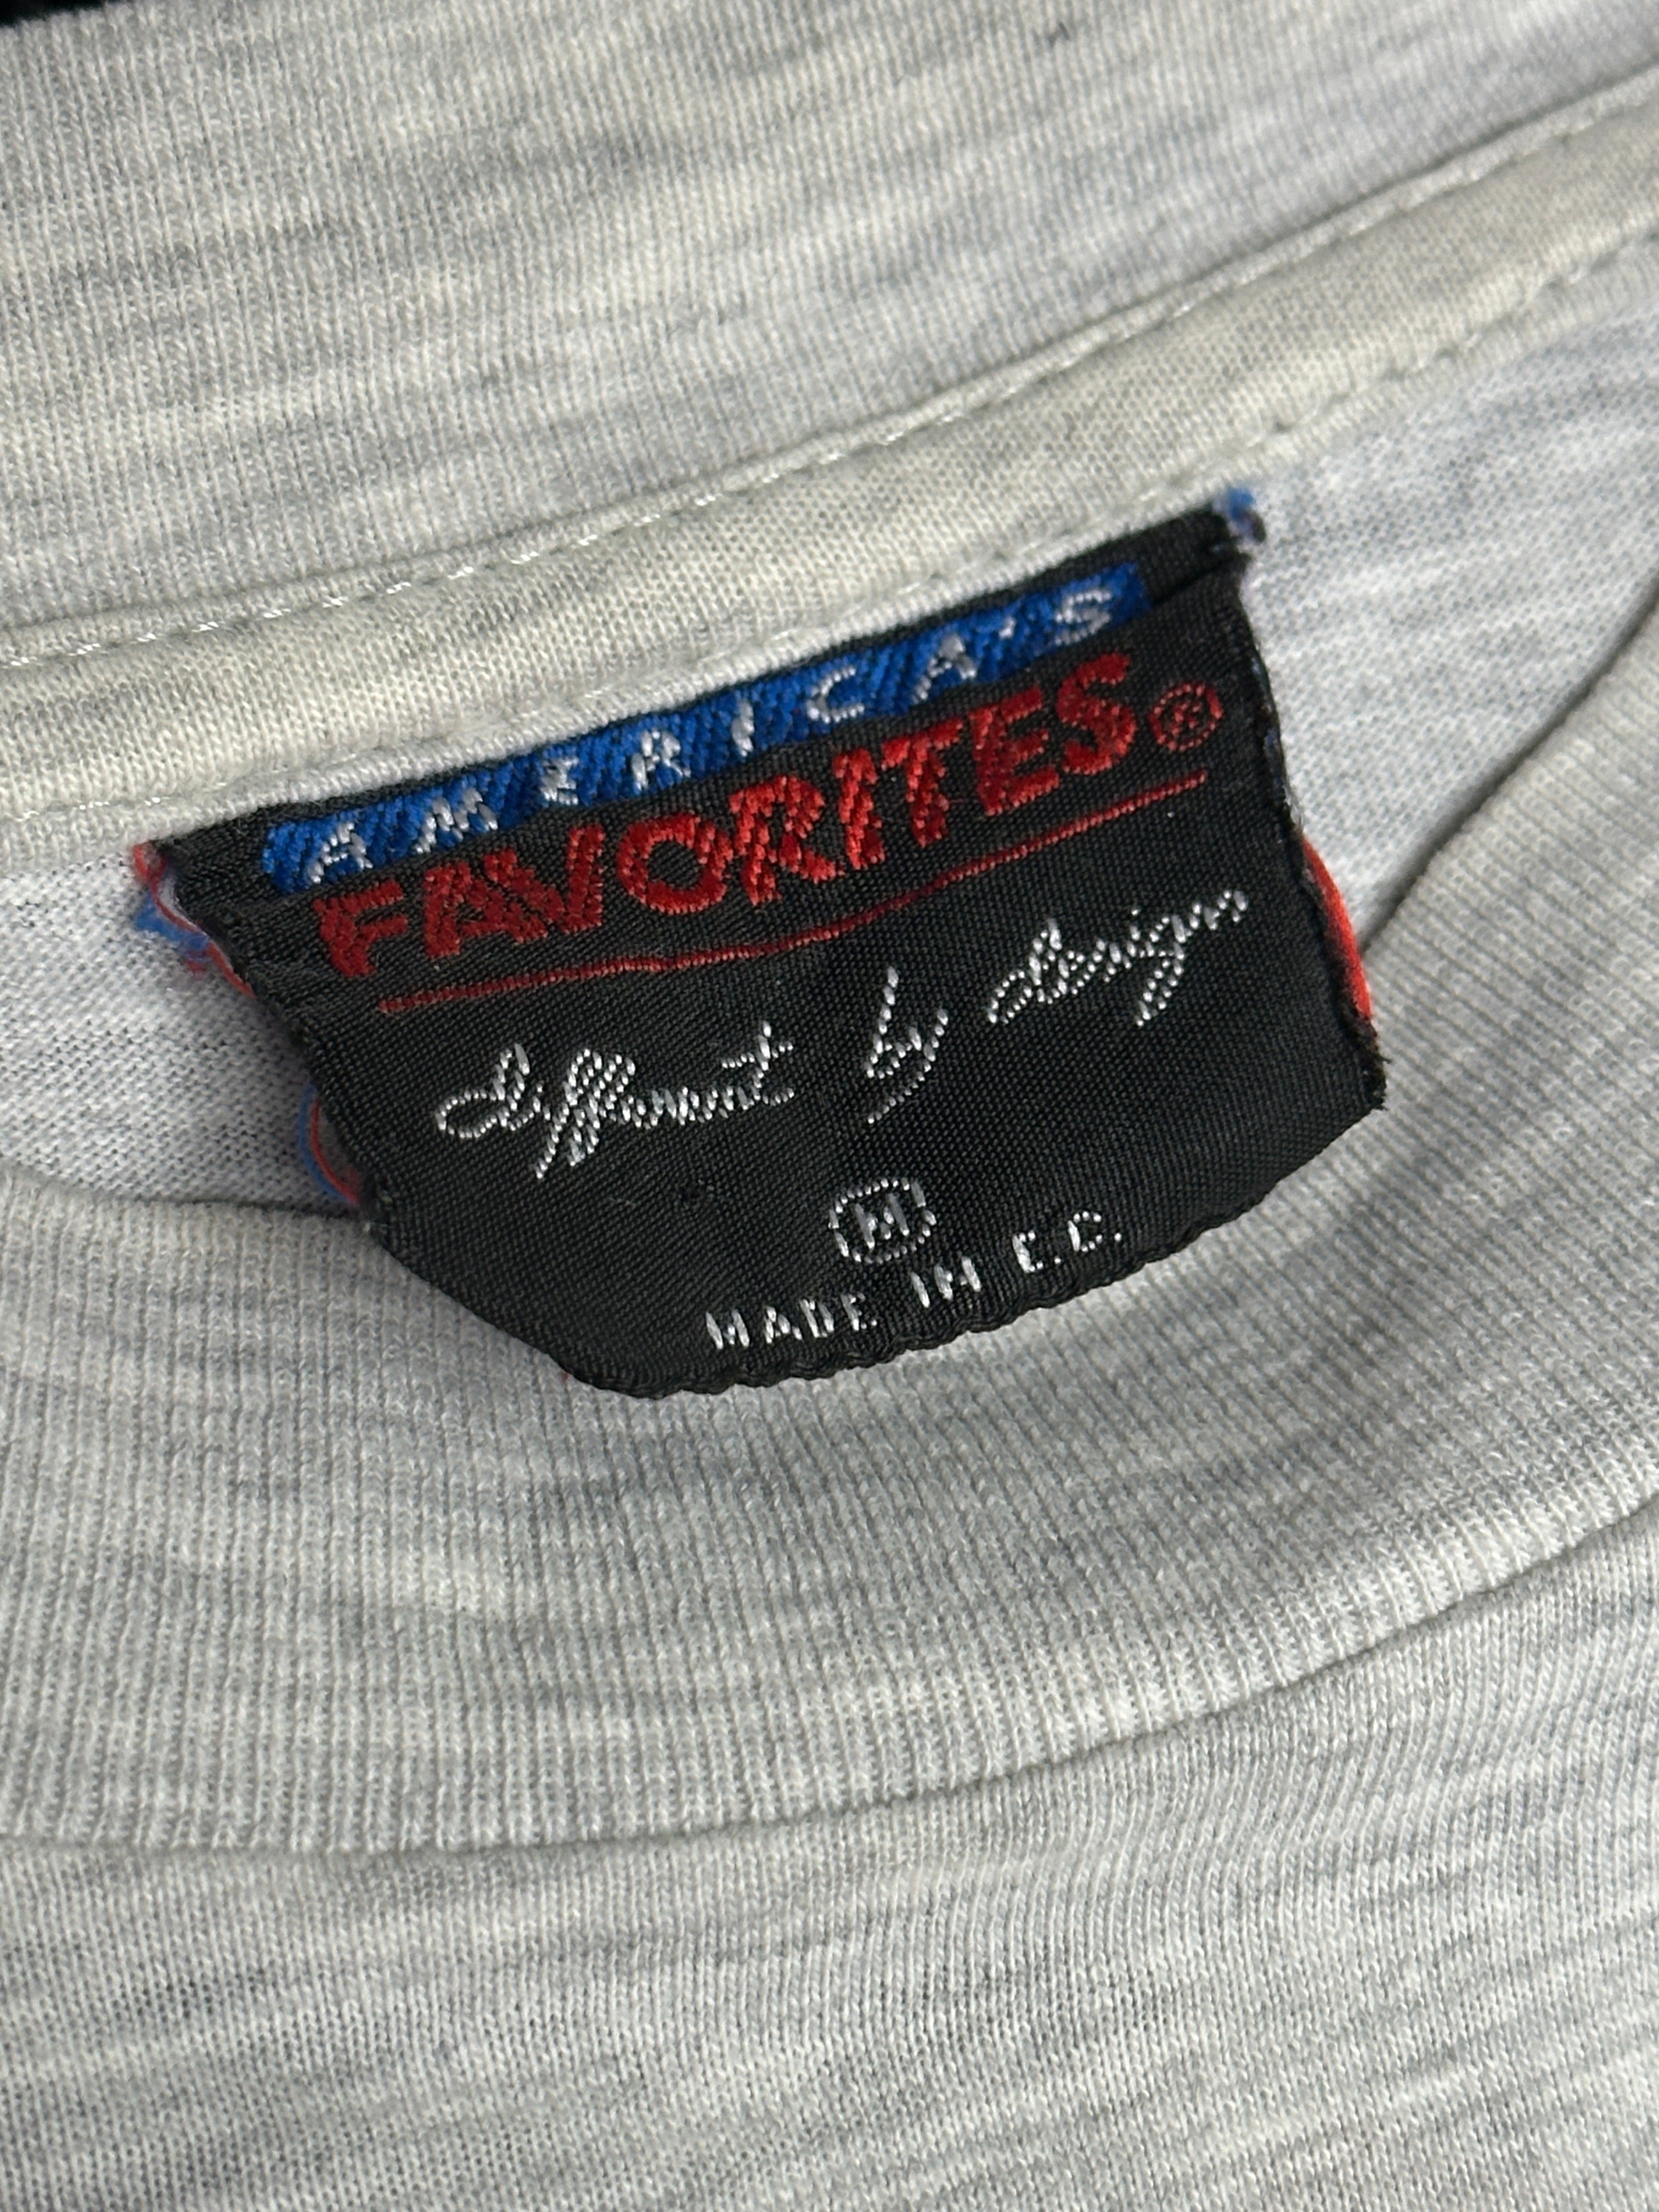 AMERICA'S
FAVORITES®
different by design
M
MADE IN E.C.